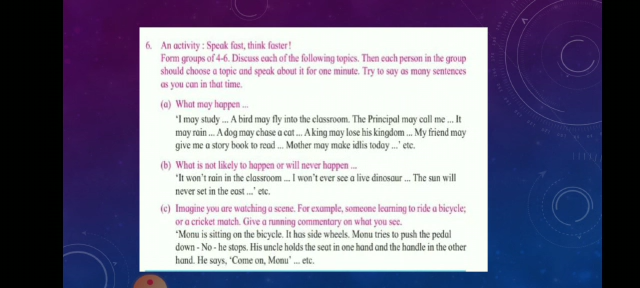 6. An activity : Speak fast, think faster!
Form groups of 4-6. Discuss each of the following topics. Then each person in the group
should choose a topic and speak about it for one minute. Try to say as many sentences
as you can in that time.
(a) What may happen ...
'I may study ... A bird may fly into the classroom. The Principal may call me ... It
may rain ... A dog may chase a cat ... A king may lose his kingdom ... My friend may
give me a story book to read ... Mother may make idlis today ...' etc.
(b) What is not likely to happen or will never happen ...
'It won't rain in the classroom ... I won't ever see a live dinosaur ... The sun will
never set in the east ...' etc.
(c) Imagine you are watching a scene. For example, someone learning to ride a bicycle;
or a cricket match. Give a running commentary on what you see.
'Monu is sitting on the bicycle. It has side wheels. Monu tries to push the pedal
down - No - he stops. His uncle holds the seat in one hand and the handle in the other
hand. He says, 'Come on, Monu' ... etc.